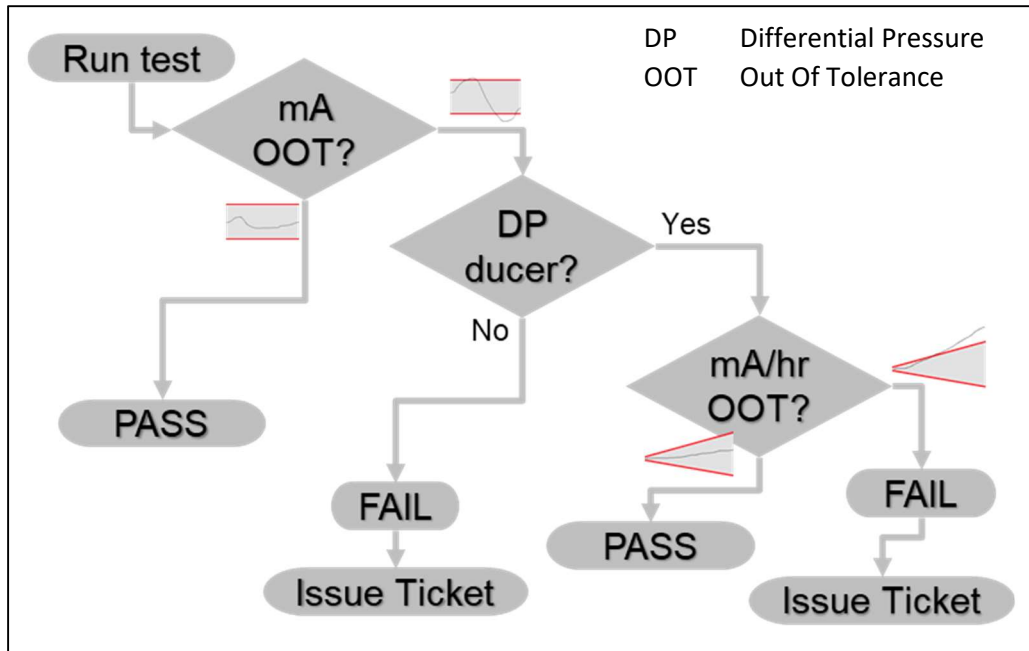 DP Differential Pressure
OOT Out Of Tolerance
Run test
mA
OOT?
DP
ducer?
Yes
No
mA/hr
OOT?
PASS
FAIL
Issue Ticket
PASS
FAIL
Issue Ticket